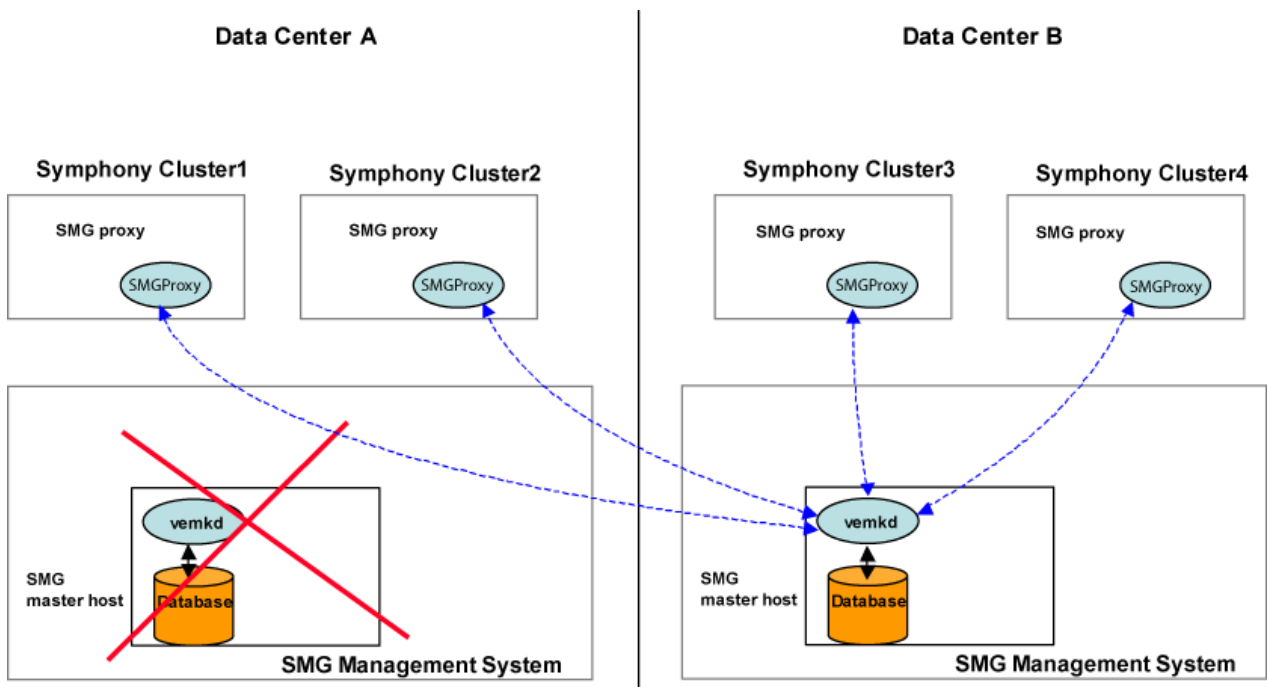 Data Center A
Data Center B
Symphony Cluster1
Symphony Cluster2
Symphony Cluster3
Symphony Cluster4
SMG proxy
SMG proxy
SMG proxy
SMG proxy
SMGProxy
SMGProxy
SMGProxy
SMGProxy
vemkd
vemkd
SMG
master host
Database
SMG
master host
Database
SMG Management System
SMG Management System